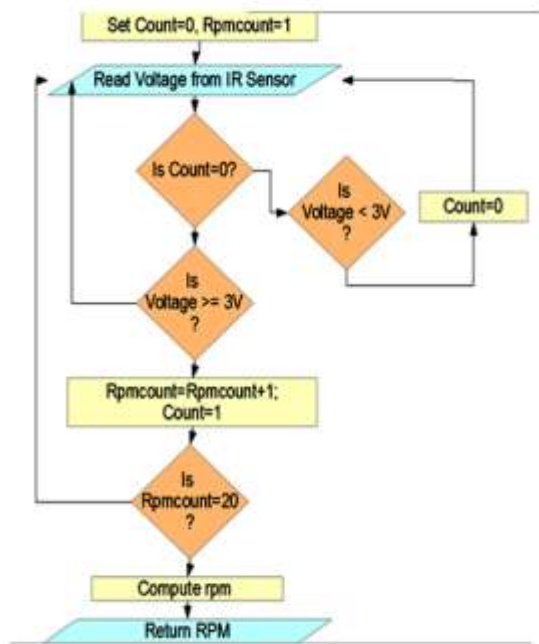 Set Count=0, Rpmcount=1
Read Voltage from IR Sensor
Is Count=0?
Is
Voltage < 3V
?
Count=0
Is
Voltage >= 3V
?
Rpmcount=Rpmcount+1;
Count=1
Is
Rpmcount=20
?
Compute rpm
Return RPM